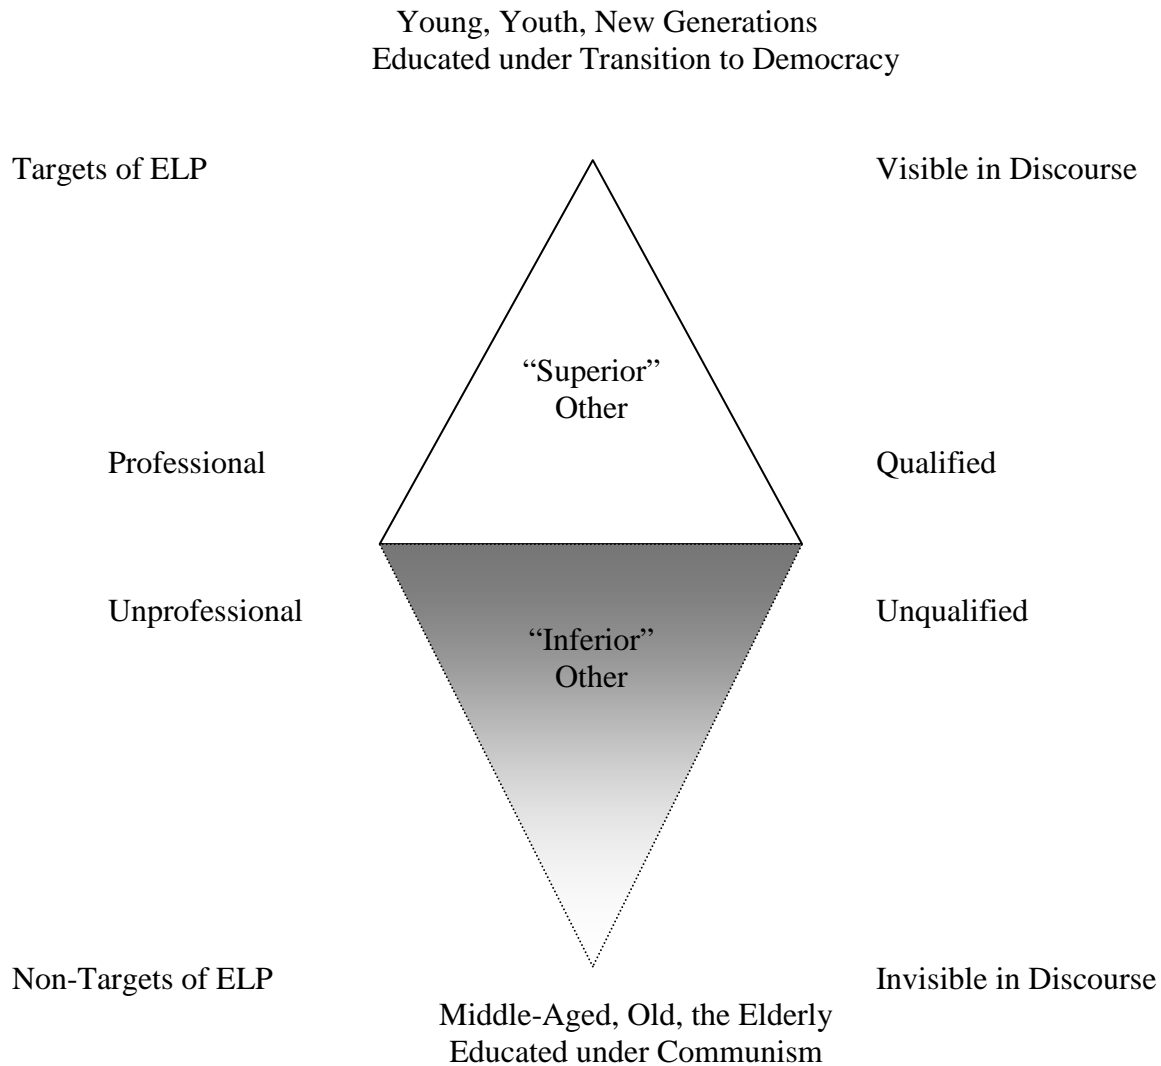 Young, Youth, New Generations
Educated under Transition to Democracy
Targets of ELP
Visible in Discourse
“Superior”
Other
Professional
Qualified
Unprofessional
Unqualified
“Inferior”
Other
Non-Targets of ELP
Invisible in Discourse
Middle-Aged, Old, the Elderly
Educated under Communism